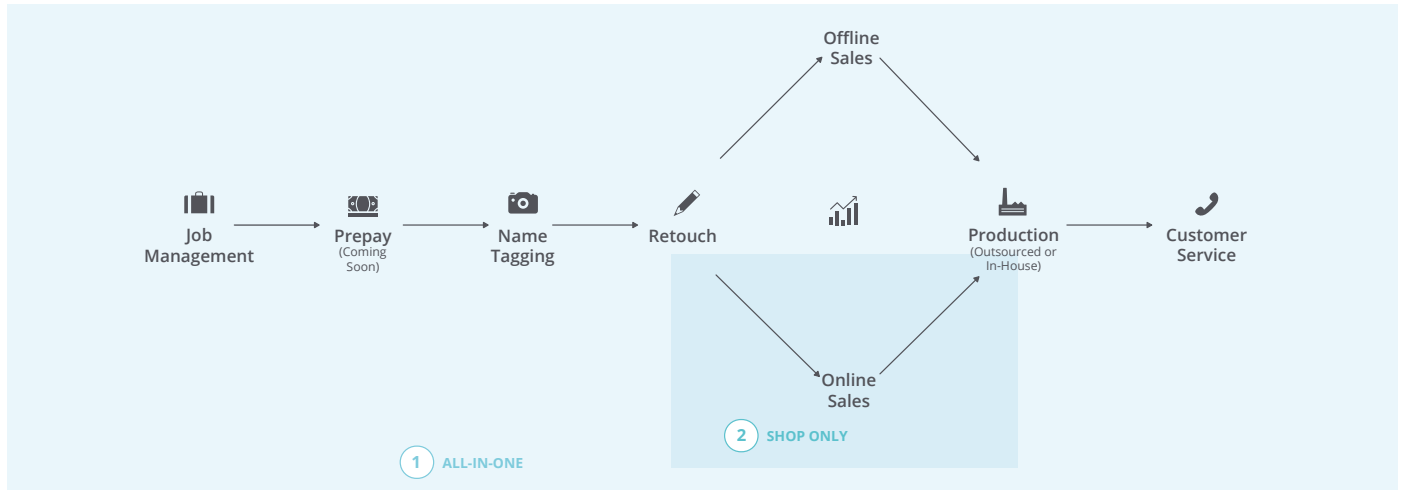 Offline
Sales
Job
Management
Prepay
(Coming
Soon)
Name
Tagging
Retouch
Production
(Outsourced or
In-House)
Customer
Service
Online
Sales
2 SHOP ONLY
1 ALL-IN-ONE